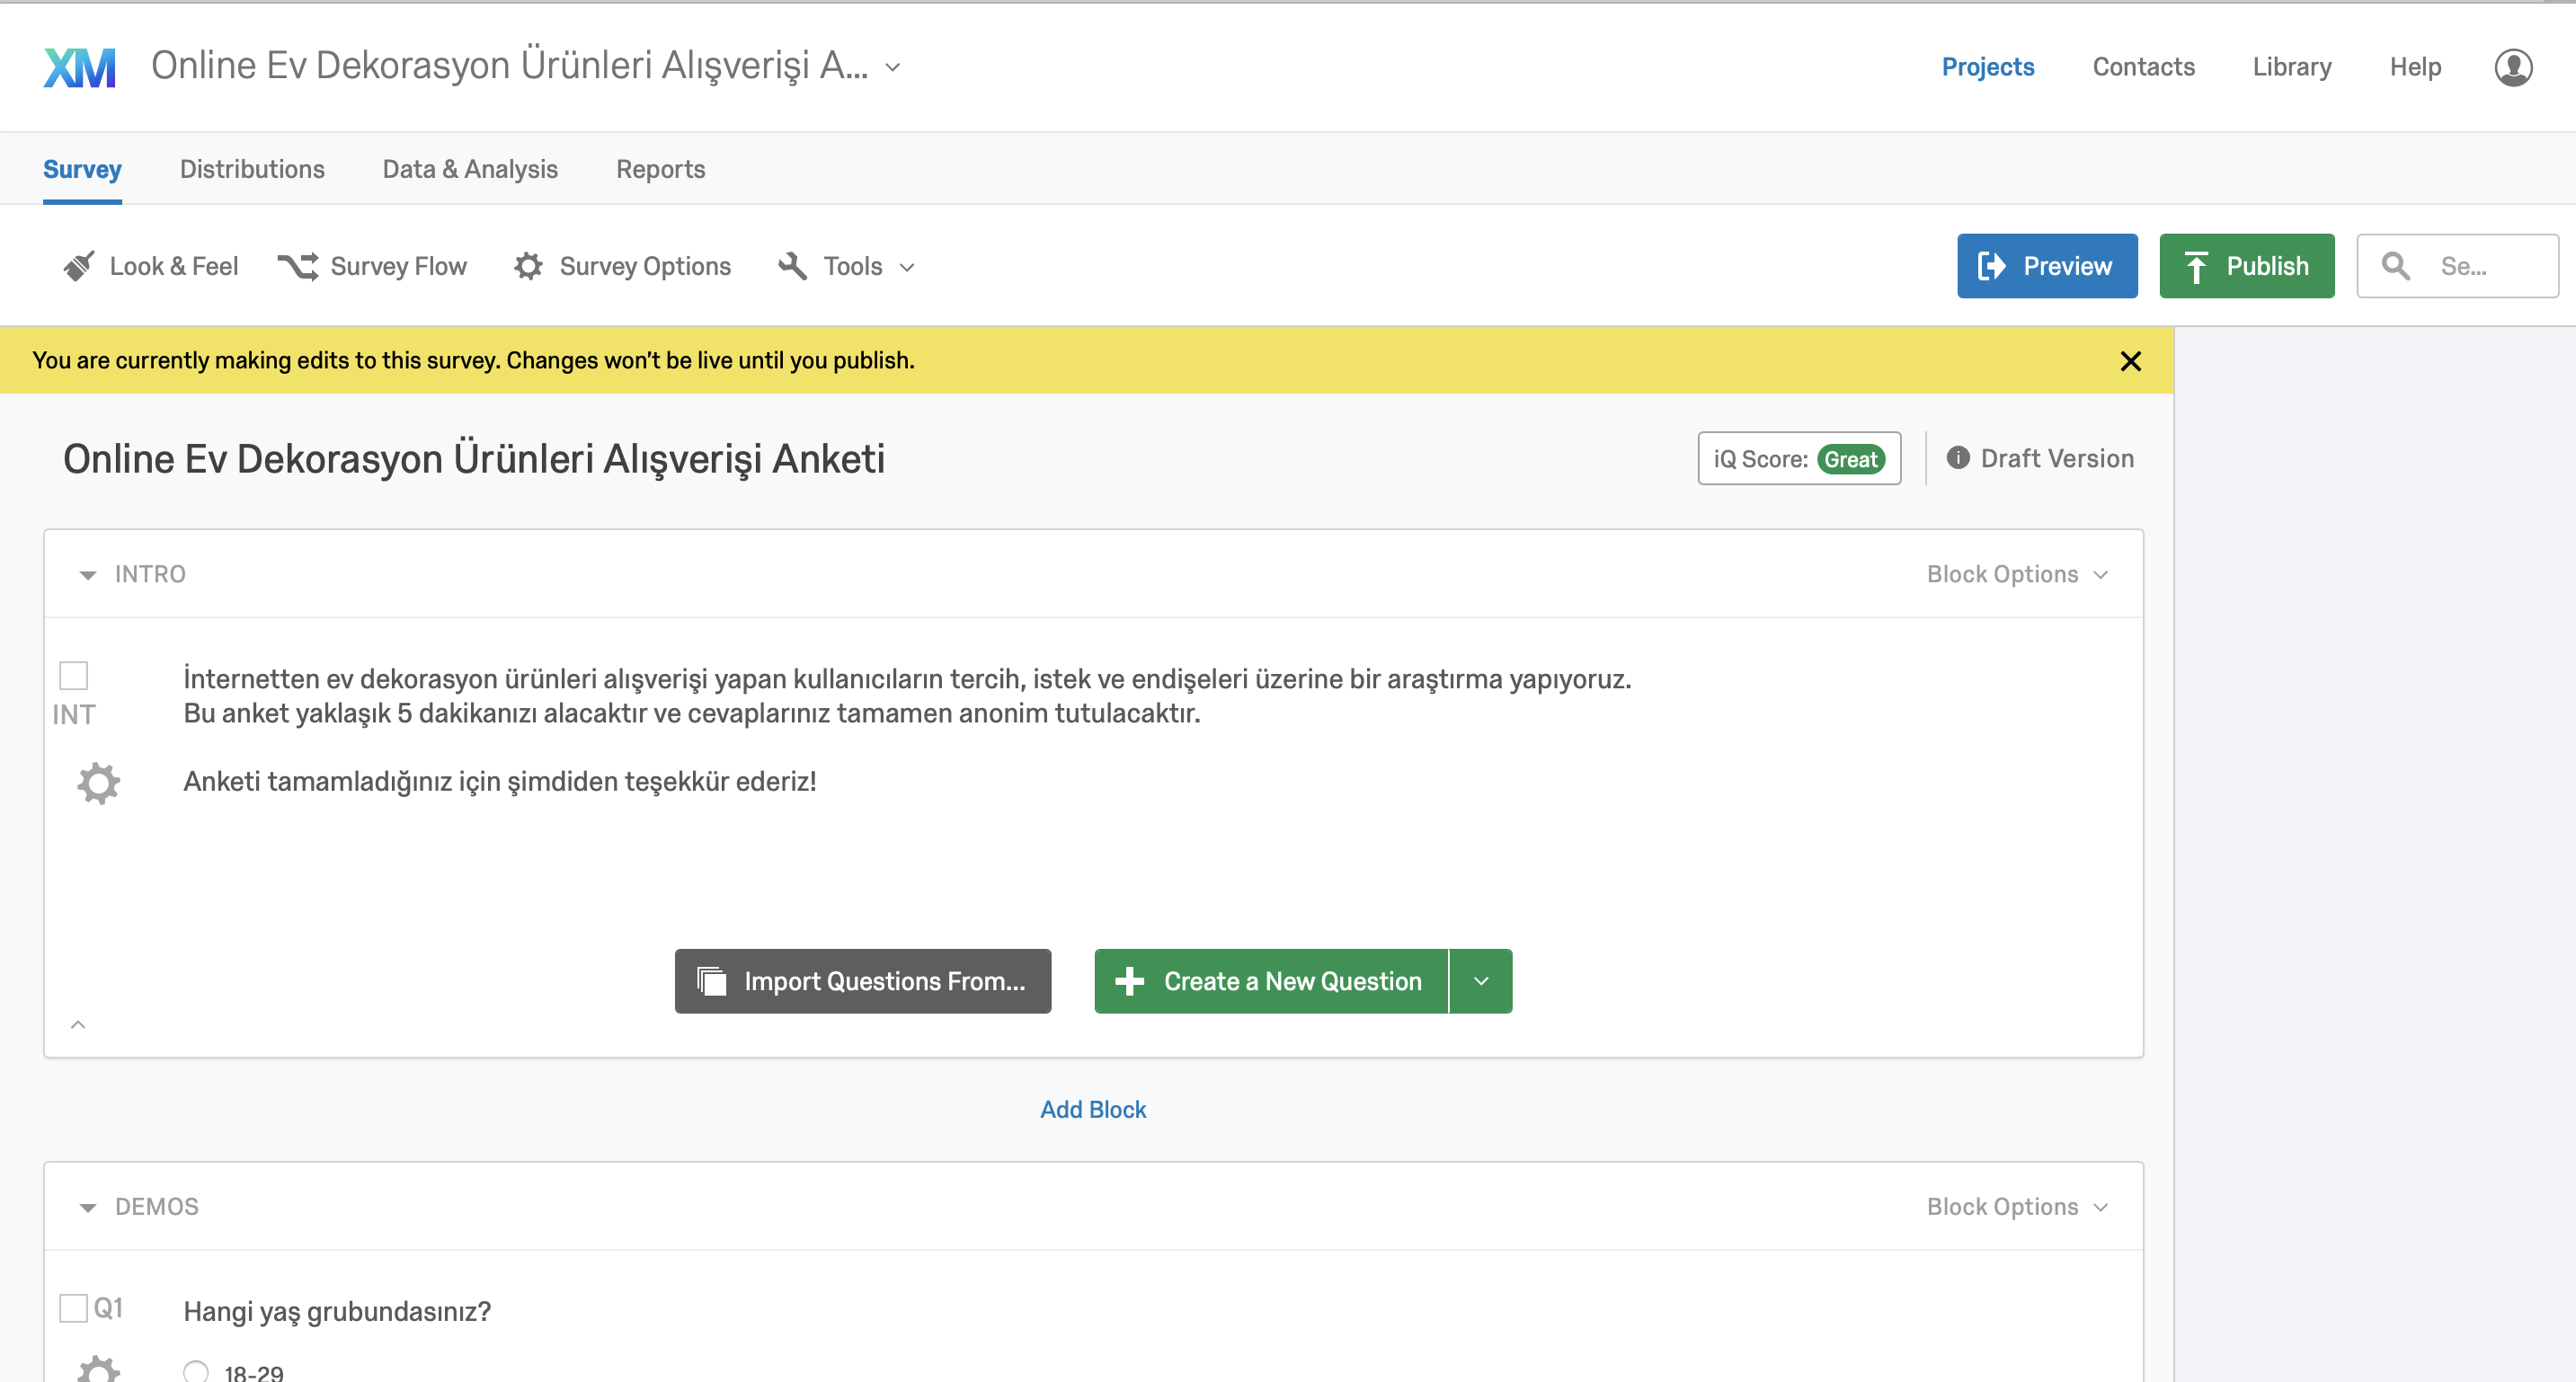 XM Online Ev Dekorasyon Ürünleri Alışverişi A... Projects Contacts Library Help
Survey Distributions Data & Analysis Reports
Look & Feel Survey Flow Survey Options Tools Preview Publish Se...
You are currently making edits to this survey. Changes won't be live until you publish.
Online Ev Dekorasyon Ürünleri Alışverişi Anketi iQ Score: Great Draft Version
INTRO Block Options
INT
İnternetten ev dekorasyon ürünleri alışverişi yapan kullanıcıların tercih, istek ve endişeleri üzerine bir araştırma yapıyoruz.
Bu anket yaklaşık 5 dakikanızı alacaktır ve cevaplarınız tamamen anonim tutulacaktır.
Anketi tamamladığınız için şimdiden teşekkür ederiz!
Import Questions From... Create a New Question
Add Block
DEMOS Block Options
Q1 Hangi yaş grubundasınız?
18-29